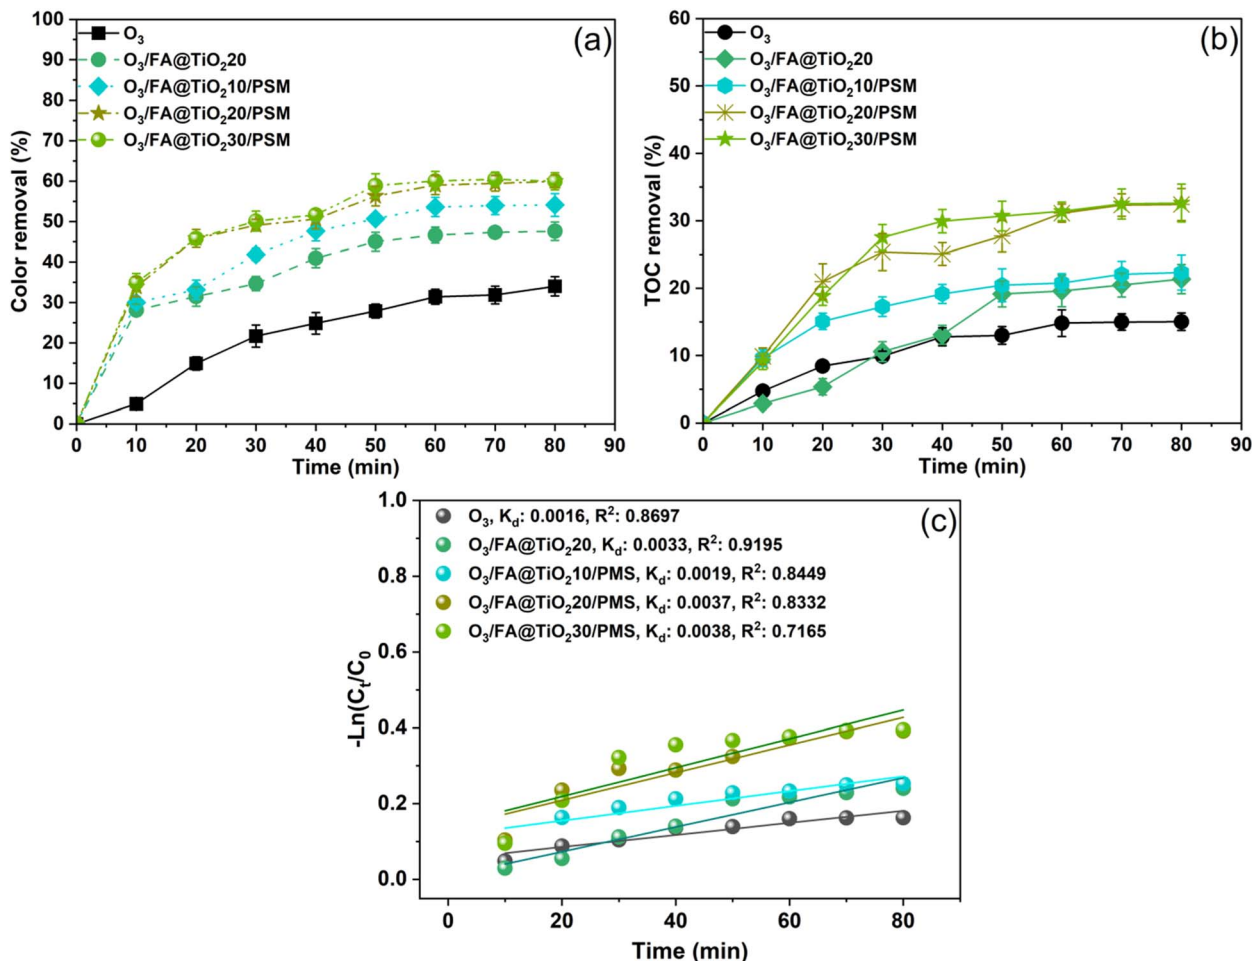 (a)
O₃
O₃/FA@TiO₂20
O₃/FA@TiO₂10/PSM
O₃/FA@TiO₂20/PSM
O₃/FA@TiO₂30/PSM
Color removal (%)
100
90
80
70
60
50
40
30
20
10
0
0 10 20 30 40 50 60 70 80 90
Time (min)
(b)
O₃
O₃/FA@TiO₂20
O₃/FA@TiO₂10/PSM
O₃/FA@TiO₂20/PSM
O₃/FA@TiO₂30/PSM
TOC removal (%)
60
50
40
30
20
10
0
0 10 20 30 40 50 60 70 80 90
Time (min)
(c)
O₃, K_d: 0.0016, R²: 0.8697
O₃/FA@TiO₂20, K_d: 0.0033, R²: 0.9195
O₃/FA@TiO₂10/PMS, K_d: 0.0019, R²: 0.8449
O₃/FA@TiO₂20/PMS, K_d: 0.0037, R²: 0.8332
O₃/FA@TiO₂30/PMS, K_d: 0.0038, R²: 0.7165
-Ln(Cₜ/C₀
1.0
0.8
0.6
0.4
0.2
0.0
0 20 40 60 80
Time (min)